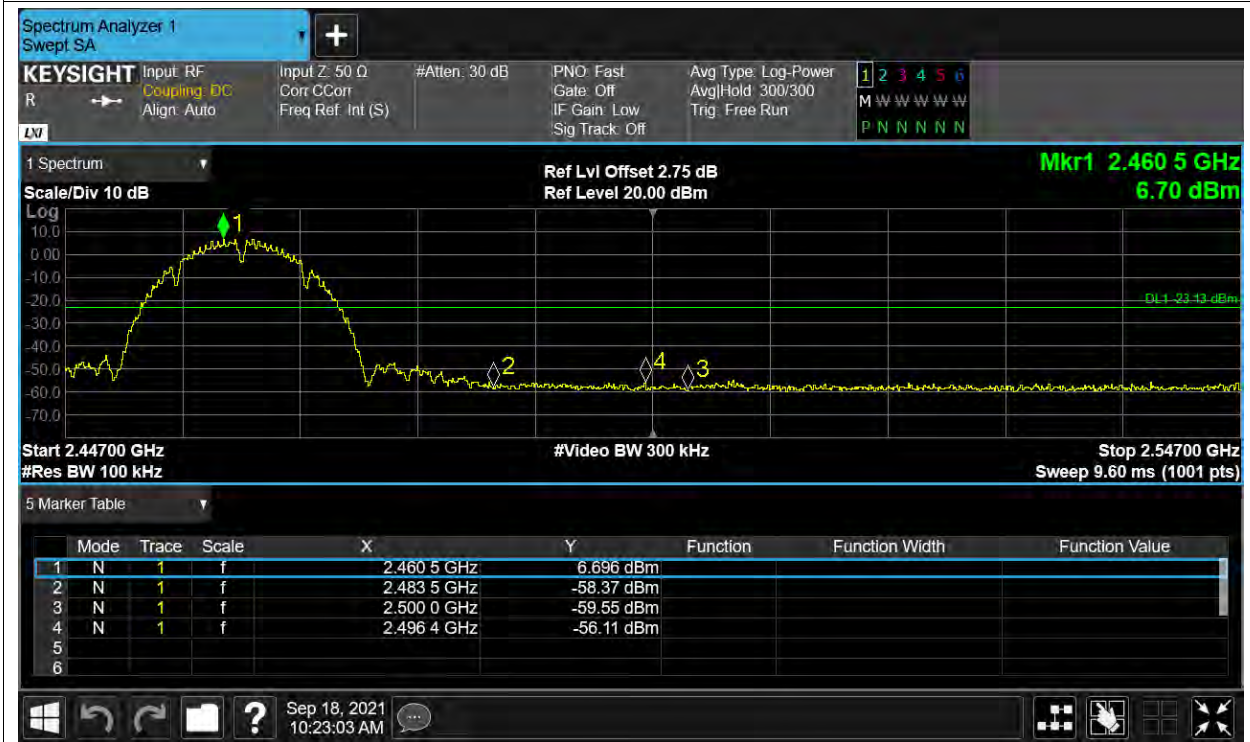 Spectrum Analyzer 1
Swept SA
KEYSIGHT Input: RF Input Z: 50 Ω #Atten: 30 dB PNO: Fast Avg Type: Log-Power 1 2 3 4 5 6
R Coupling: DC Corr CCorr Gate: Off Avg|Hold: 300/300 M W W W W W
Align: Auto Freq Ref: Int (S) IF Gain: Low Trig: Free Run
LXI Sig Track: Off P N N N N N
1 Spectrum Ref Lvl Offset 2.75 dB Mkr1 2.460 5 GHz
Scale/Div 10 dB Ref Level 20.00 dBm 6.70 dBm
Log
1
10.0
0.00
-10.0
-20.0 DL1 -23.13 dBm
-30.0
-40.0
2 4 3
-50.0
-60.0
-70.0
Start 2.44700 GHz #Video BW 300 kHz Stop 2.54700 GHz
#Res BW 100 kHz Sweep 9.60 ms (1001 pts)
5 Marker Table
Mode Trace Scale X Y Function Function Width Function Value
1 N 1 f 2.460 5 GHz 6.696 dBm
2 N 1 f 2.483 5 GHz -58.37 dBm
3 N 1 f 2.500 0 GHz -59.55 dBm
4 N 1 f 2.496 4 GHz -56.11 dBm
5
6
? Sep 18, 2021
10:23:03 AM